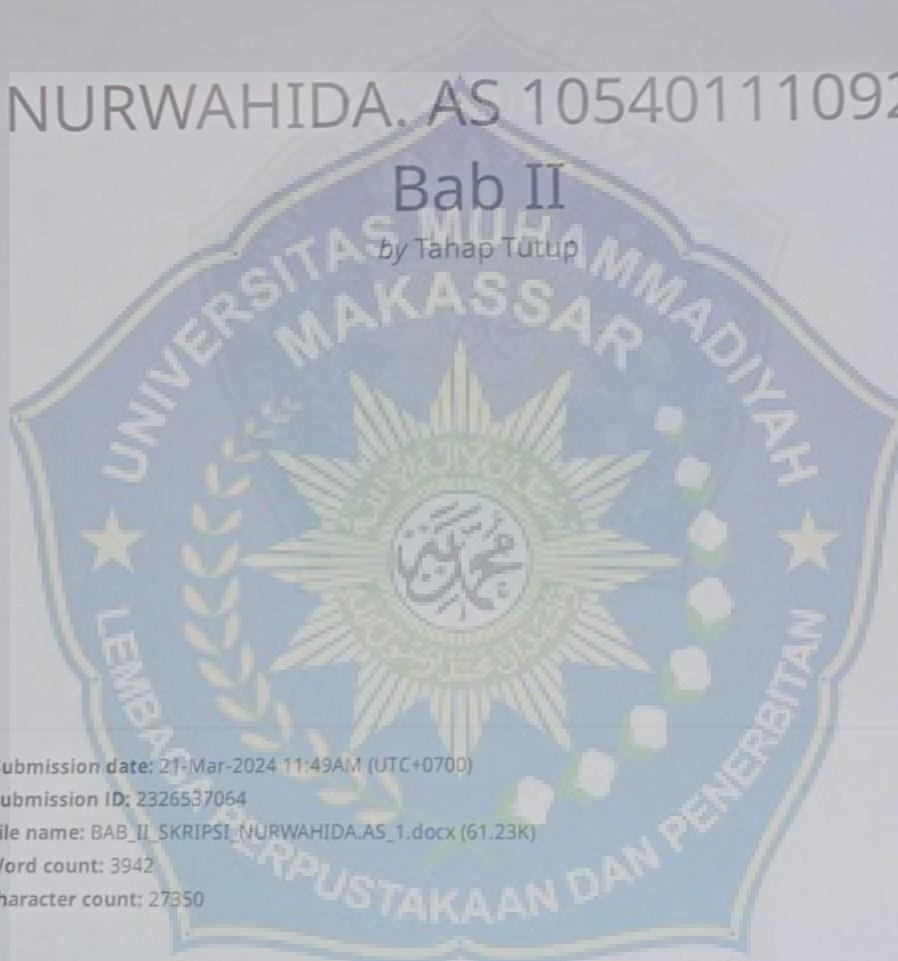 NURWAHIDA. AS 1054011109
Bab II
by Tahap Tutup
UNIVERSITAS MUHAMMADIYAH
MAKASSAR
محمدية
LEMBAGA PERPUSTAKAAN DAN PENERBITAN
ubmission date: 21-Mar-2024 11:49AM (UTC+0700)
ubmission ID: 2326537064
ile name: BAB_II_SKRIPSI_NURWAHIDA.AS_1.docx (61.23K)
ord count: 3942
haracter count: 27350